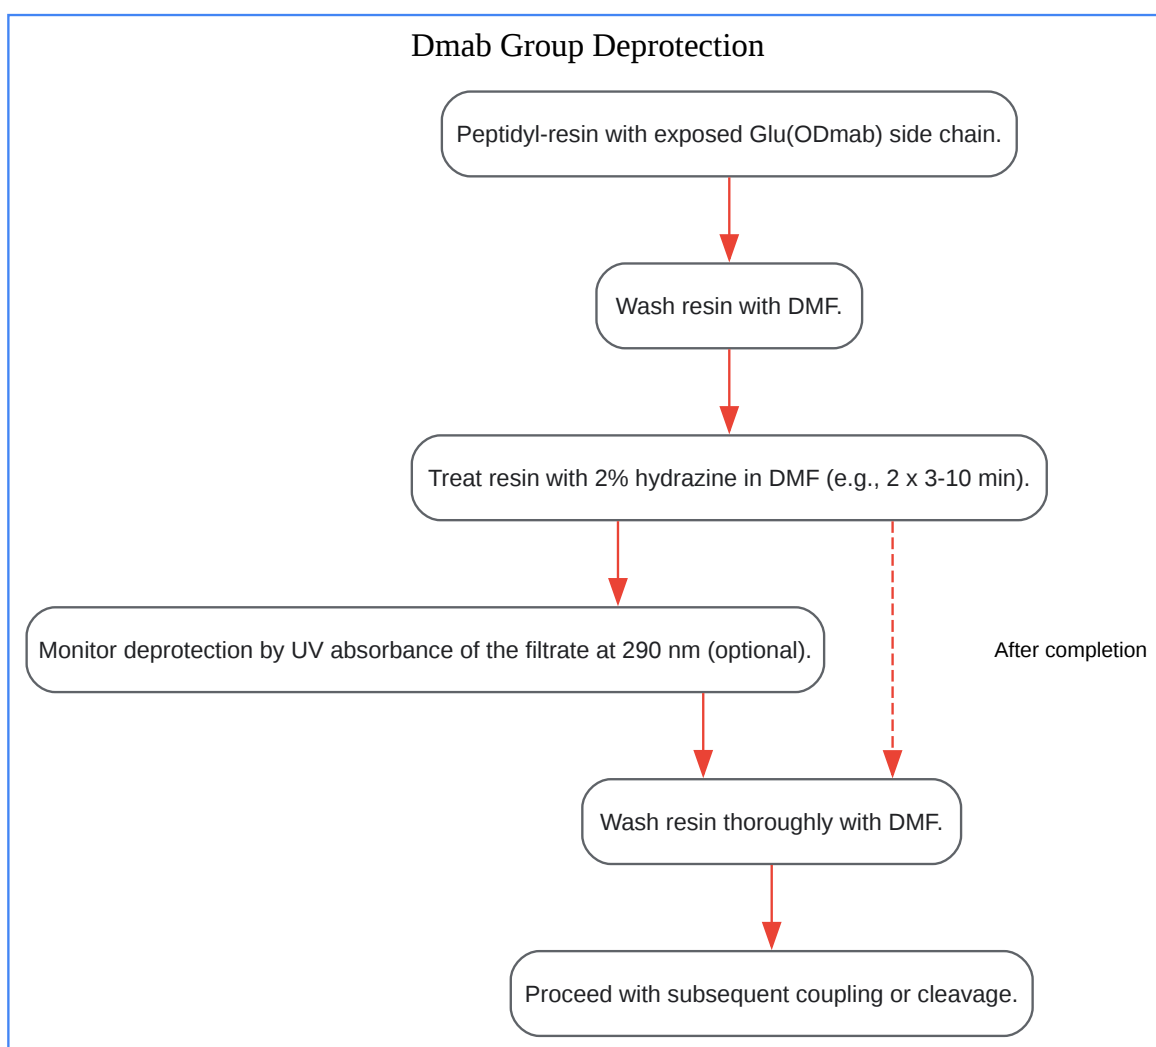 Dmab Group Deprotection
Peptidyl-resin with exposed Glu(ODmab) side chain.
Wash resin with DMF.
Treat resin with 2% hydrazine in DMF (e.g., 2 x 3-10 min).
Monitor deprotection by UV absorbance of the filtrate at 290 nm (optional).
After completion
Wash resin thoroughly with DMF.
Proceed with subsequent coupling or cleavage.